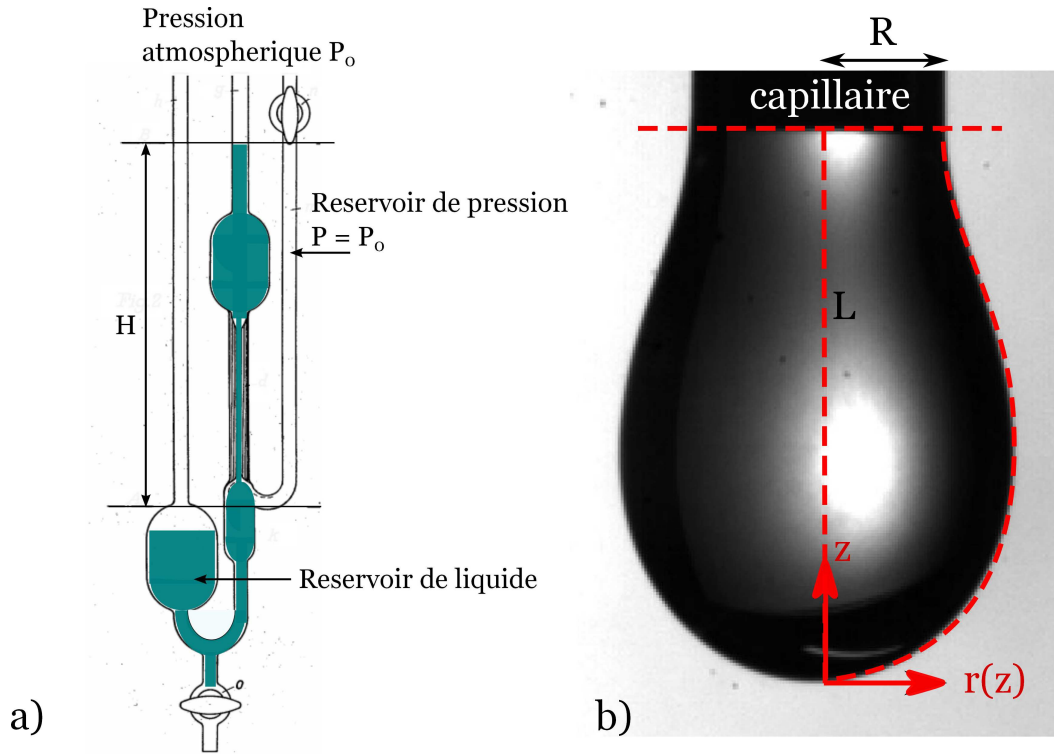 Pression
atmospherique P₀
H
Reservoir de pression
P = P₀
Reservoir de liquide
a)
R
capillaire
L
z
r(z)
b)